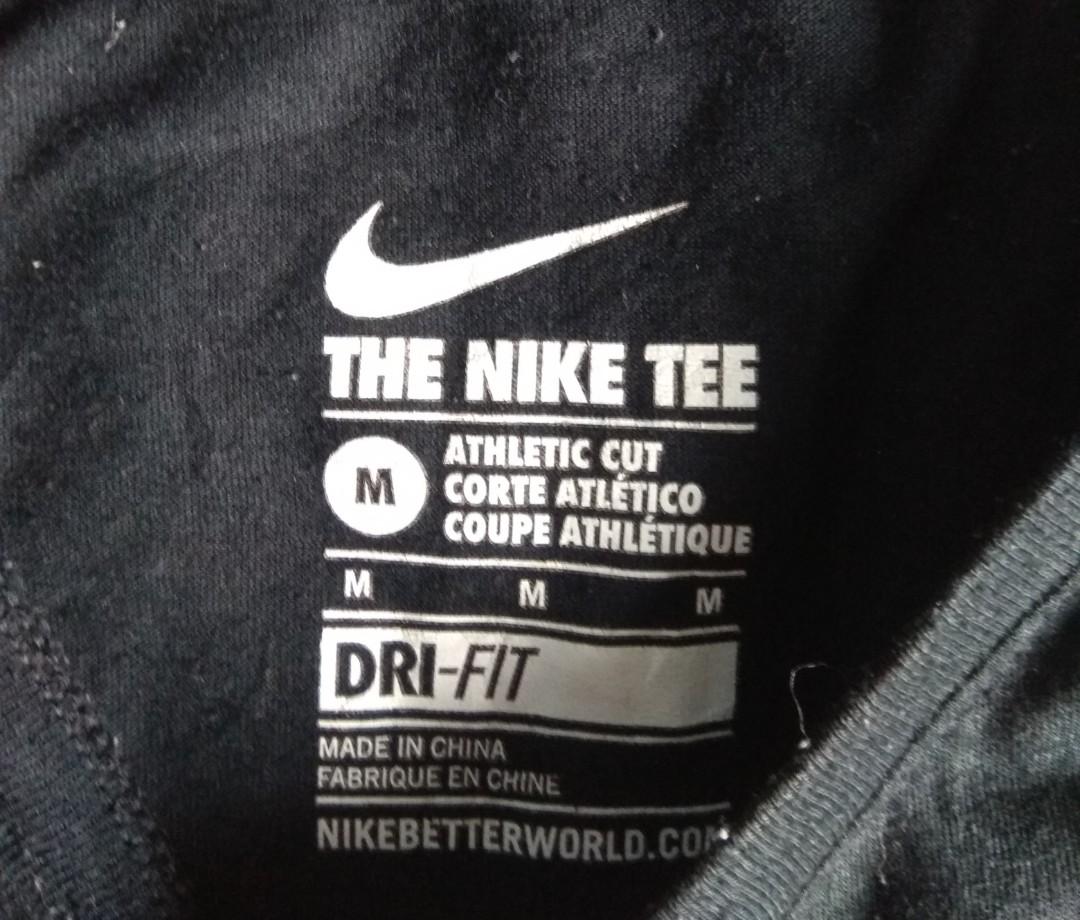 THE NIKE TEE
M
ATHLETIC CUT
CORTE ATLÉTICO
COUPE ATHLÉTIQUE
M M M
DRI-FIT
MADE IN CHINA
FABRIQUE EN CHINE
NIKEBETTERWORLD.COM